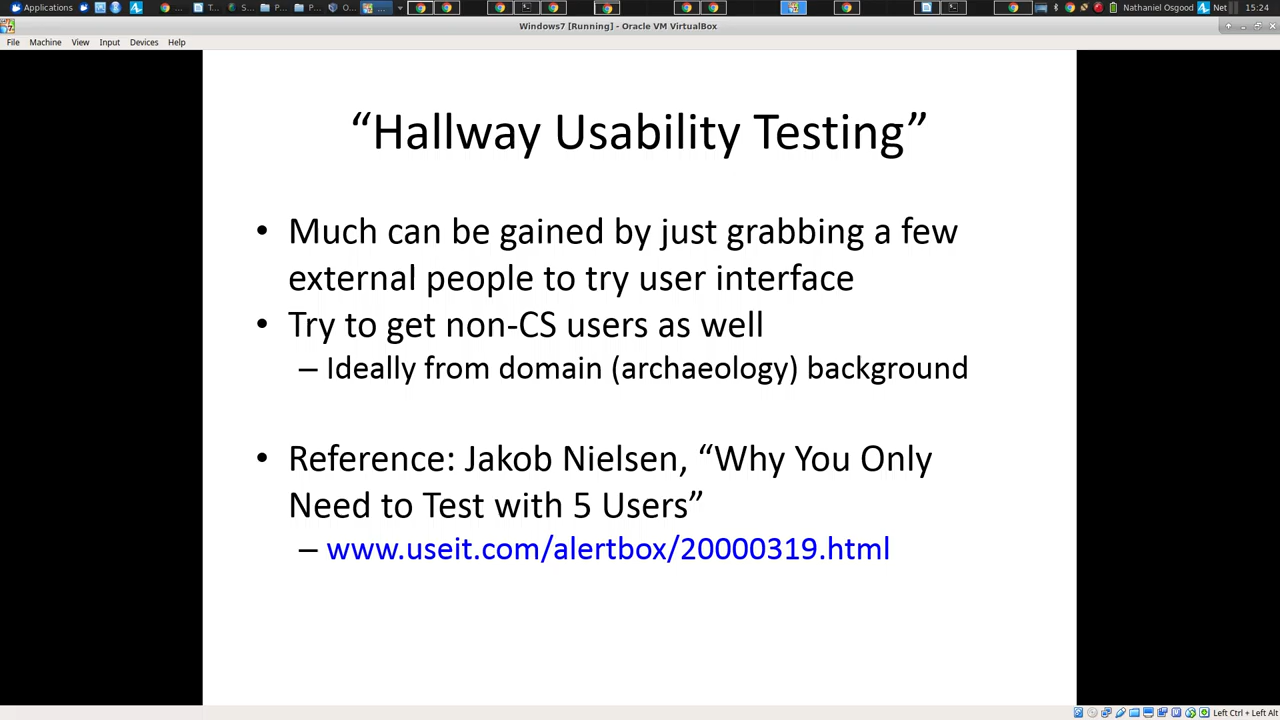 Applications
T...
S...
P...
P...
O...
...
Nathaniel Osgood
Net
15:24
Windows7 [Running] - Oracle VM VirtualBox
File Machine View Input Devices Help
“Hallway Usability Testing”
• Much can be gained by just grabbing a few
external people to try user interface
• Try to get non-CS users as well
– Ideally from domain (archaeology) background
• Reference: Jakob Nielsen, “Why You Only
Need to Test with 5 Users”
– www.useit.com/alertbox/20000319.html
Left Ctrl + Left Alt